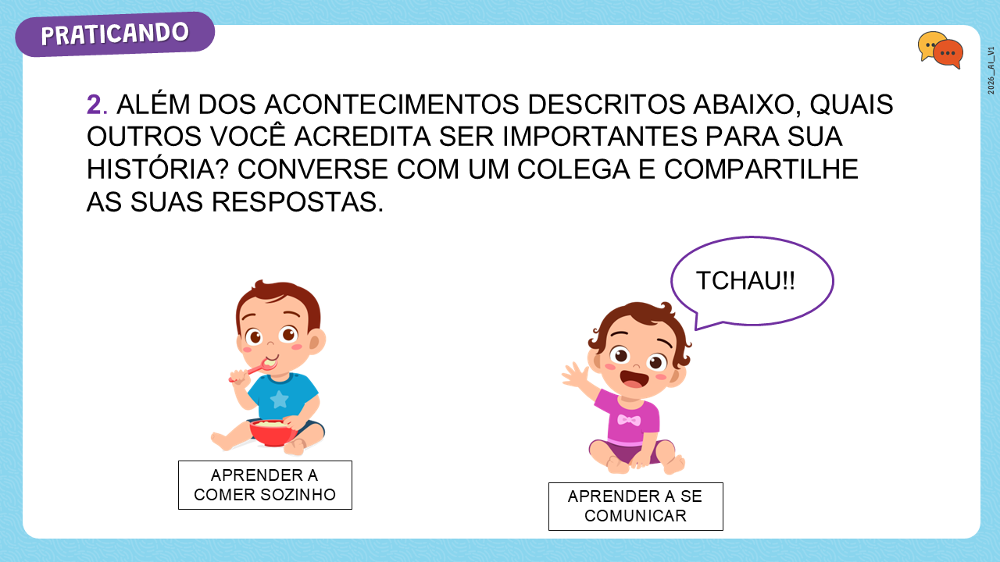 PRATICANDO
2026_AI_V1
2. ALÉM DOS ACONTECIMENTOS DESCRITOS ABAIXO, QUAIS
OUTROS VOCÊ ACREDITA SER IMPORTANTES PARA SUA
HISTÓRIA? CONVERSE COM UM COLEGA E COMPARTILHE
AS SUAS RESPOSTAS.
TCHAU!!
APRENDER A
COMER SOZINHO
APRENDER A SE
COMUNICAR